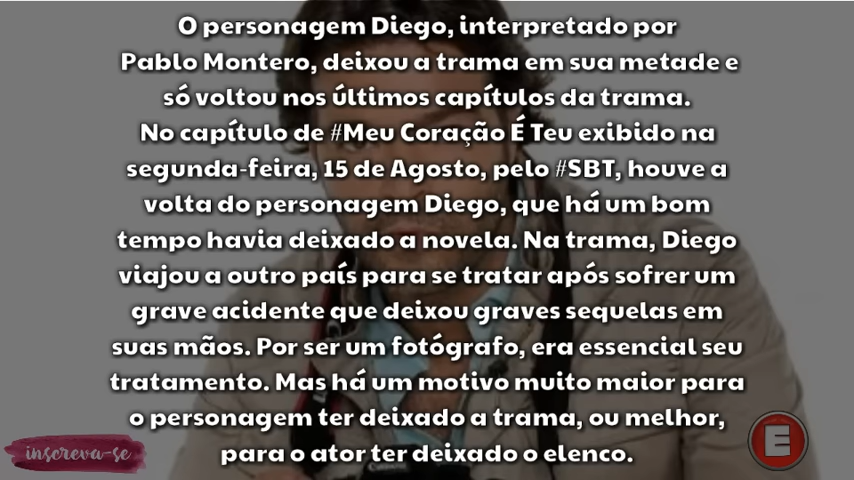 O personagem Diego, interpretado por
Pablo Montero, deixou a trama em sua metade e
só voltou nos últimos capítulos da trama.
No capítulo de #Meu Coração É Teu exibido na
segunda-feira, 15 de Agosto, pelo #SBT, houve a
volta do personagem Diego, que há um bom
tempo havia deixado a novela. Na trama, Diego
viajou a outro país para se tratar após sofrer um
grave acidente que deixou graves sequelas em
suas mãos. Por ser um fotógrafo, era essencial seu
tratamento. Mas há um motivo muito maior para
o personagem ter deixado a trama, ou melhor,
para o ator ter deixado o elenco.
inscreva-se
E